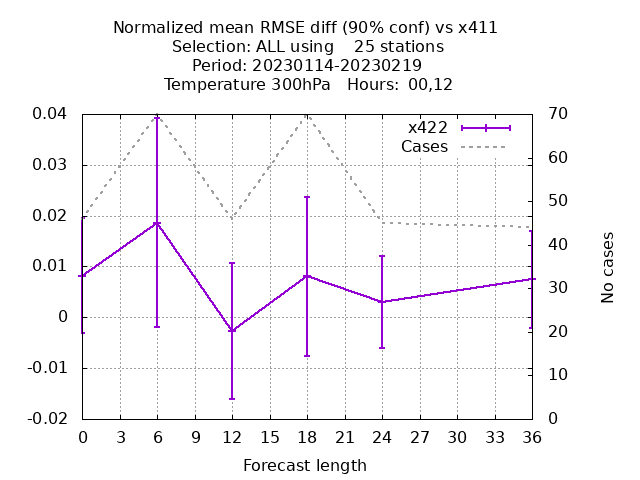 Normalized mean RMSE diff (90% conf) vs x411
Selection: ALL using    25 stations
Period: 20230114-20230219
Temperature 300hPa   Hours:  00,12
x422
Cases
0.04
0.03
0.02
0.01
0
-0.01
-0.02
70
60
50
40
30
20
10
0
No cases
0 3 6 9 12 15 18 21 24 27 30 33 36
Forecast length